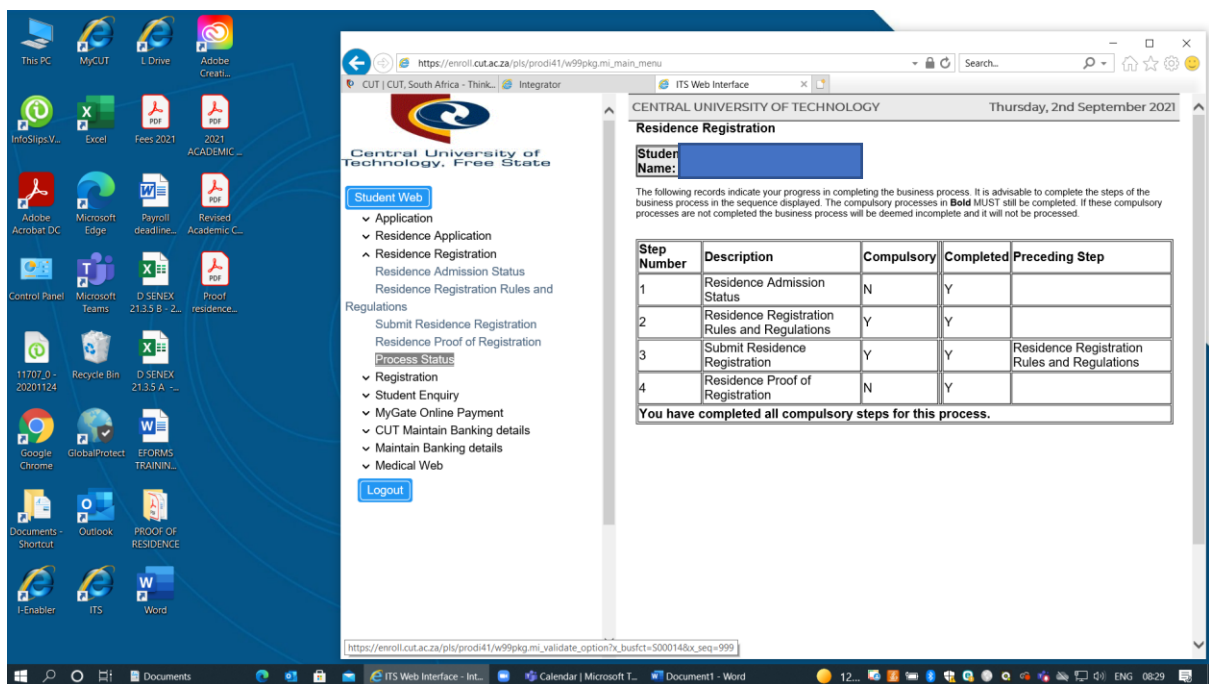 This PC
MyCUT
L Drive
Adobe
Creati...
InfoSlips.V...
Excel
Fees 2021
2021
ACADEMIC ...
Adobe
Acrobat DC
Microsoft
Edge
Payroll
deadline...
Revised
Academic C...
Control Panel
Microsoft
Teams
D SENEX
21.3.5 B - 2...
Proof
residence...
11707_0 -
20201124
Recycle Bin
D SENEX
21.3.5 A -...
Google
Chrome
GlobalProtect
EFORMS
TRAININ...
Documents -
Shortcut
Outlook
PROOF OF
RESIDENCE
I-Enabler
ITS
Word
https://enroll.cut.ac.za/pls/prodi41/w99pkg.mi_main_menu
Search...
CUT | CUT, South Africa - Think...
Integrator
ITS Web Interface
Central University of
Technology, Free State
Student Web
Application
Residence Application
Residence Registration
Residence Admission Status
Residence Registration Rules and
Regulations
Submit Residence Registration
Residence Proof of Registration
Process Status
Registration
Student Enquiry
MyGate Online Payment
CUT Maintain Banking details
Maintain Banking details
Medical Web
Logout
CENTRAL UNIVERSITY OF TECHNOLOGY Thursday, 2nd September 2021
Residence Registration
Studen
Name:
The following records indicate your progress in completing the business process. It is advisable to complete the steps of the
business process in the sequence displayed. The compulsory processes in Bold MUST still be completed. If these compulsory
processes are not completed the business process will be deemed incomplete and it will not be processed.
Step
Number
Description
Compulsory
Completed
Preceding Step
1
Residence Admission
Status
N
Y
2
Residence Registration
Rules and Regulations
Y
Y
3
Submit Residence
Registration
Y
Y
Residence Registration
Rules and Regulations
4
Residence Proof of
Registration
N
Y
You have completed all compulsory steps for this process.
https://enroll.cut.ac.za/pls/prodi41/w99pkg.mi_validate_option?x_busfct=S00014&x_seq=999
Documents
ITS Web Interface - Int...
Calendar | Microsoft T...
Document1 - Word
12...
ENG
08:29